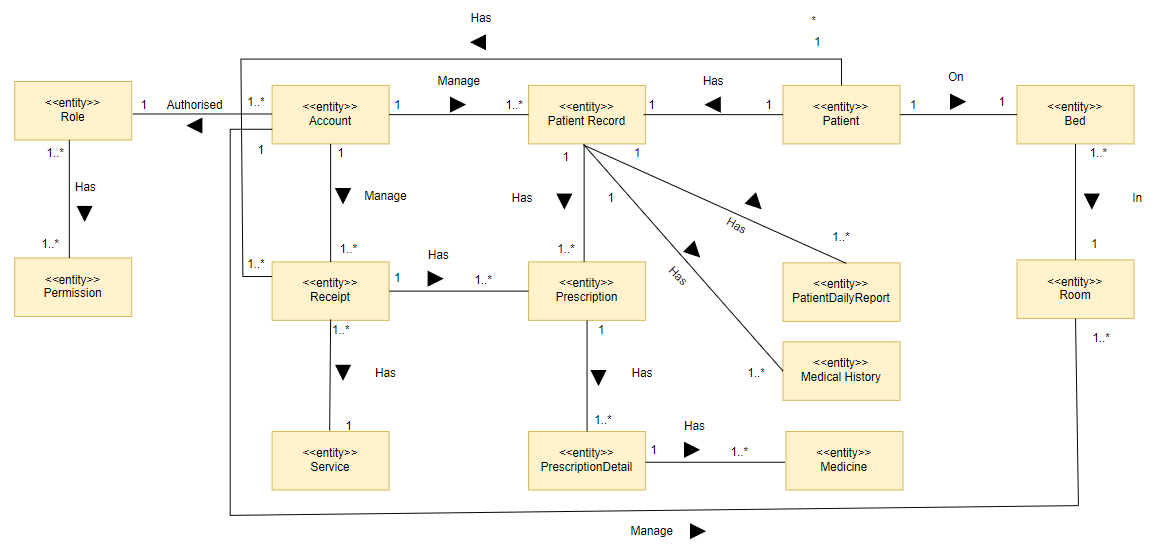 Has
*
1
Manage
Has
On
<<entity>>
Role
1
Authorised
1..*
<<entity>>
Account
1
1..*
<<entity>>
Patient Record
1
1
<<entity>>
Patient
1
1
<<entity>>
Bed
1..*
1
1
1
1
1..*
Has
Manage
Has
1
Has
In
1..*
1..*
1..*
1..*
1..*
1
<<entity>>
Permission
<<entity>>
Receipt
1
Has
1..*
<<entity>>
Prescription
Has
<<entity>>
PatientDailyReport
<<entity>>
Room
1..*
1
1..*
Has
Has
1..*
<<entity>>
Medical History
1
1..*
<<entity>>
Service
<<entity>>
PrescriptionDetail
1
Has
1..*
<<entity>>
Medicine
Manage